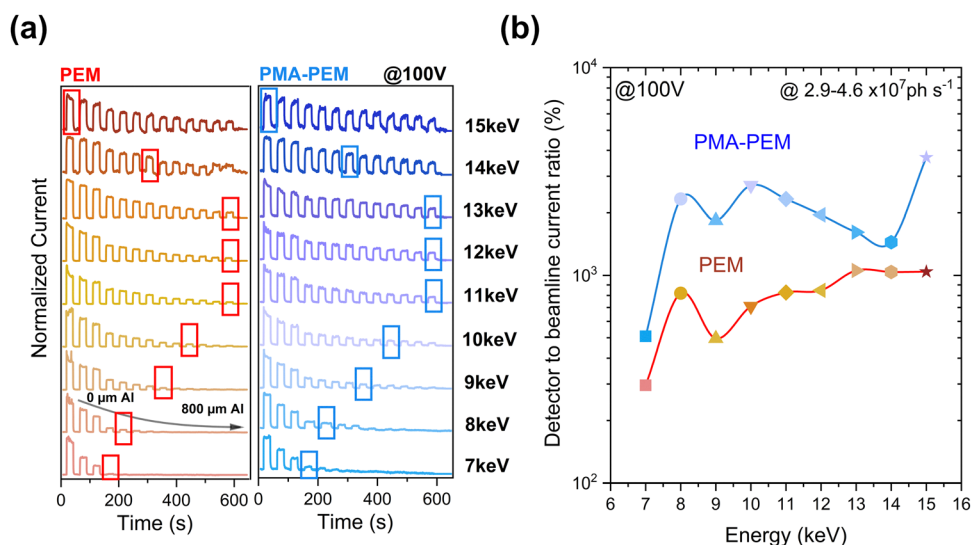 (a)
PEM
PMA-PEM @100V
15keV
14keV
13keV
12keV
11keV
10keV
9keV
8keV
7keV
0 μm Al
800 μm Al
Normalized Current
0 200 400 600
0 200 400 600
Time (s)
Time (s)
(b)
@100V
@ 2.9-4.6 x10⁷ph s⁻¹
PMA-PEM
PEM
10⁴
10³
10²
Detector to beamline current ratio (%)
6 7 8 9 10 11 12 13 14 15 16
Energy (keV)